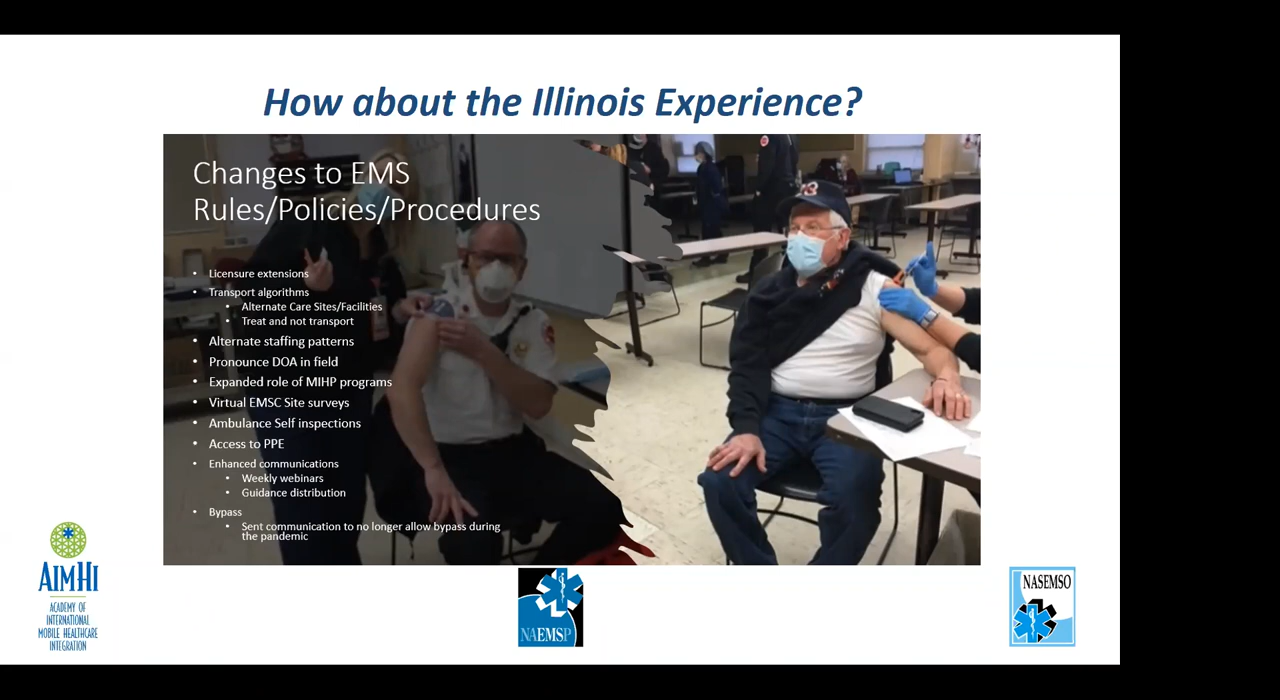 How about the Illinois Experience?
Changes to EMS
Rules/Policies/Procedures
• Licensure extensions
• Transport algorithms
• Alternate Care Sites/Facilities
• Treat and not transport
• Alternate staffing patterns
• Pronounce DOA in field
• Expanded role of MIHP programs
• Virtual EMSC Site surveys
• Ambulance Self inspections
• Access to PPE
• Enhanced communications
• Weekly webinars
• Guidance distribution
• Bypass
• Sent communication to no longer allow bypass during
the pandemic
AIMHI
ACADEMY OF
INTERNATIONAL
MOBILE HEALTHCARE
INTEGRATION
NAEMSP
NASEMSO